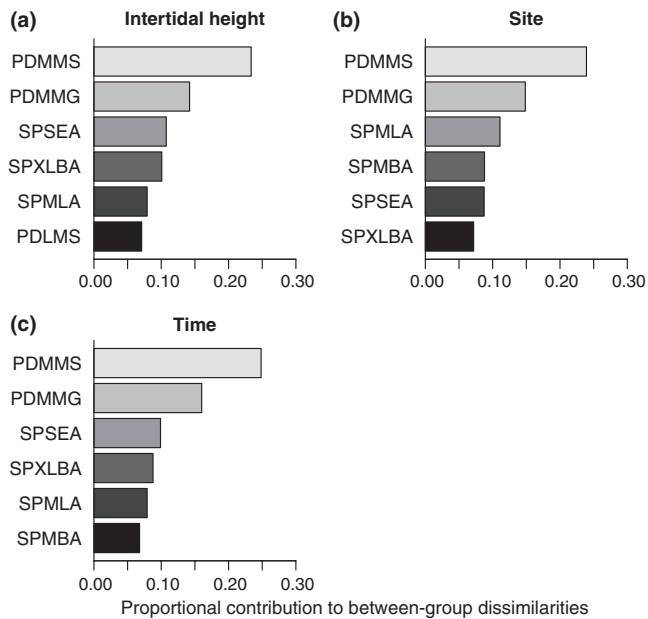 (a) Intertidal height
PDMMS
PDMMG
SPSEA
SPXLBA
SPMLA
PDLMS
0.00 0.10 0.20 0.30
(b) Site
PDMMS
PDMMG
SPMLA
SPMBA
SPSEA
SPXLBA
0.00 0.10 0.20 0.30
(c) Time
PDMMS
PDMMG
SPSEA
SPXLBA
SPMLA
SPMBA
0.00 0.10 0.20 0.30
Proportional contribution to between-group dissimilarities